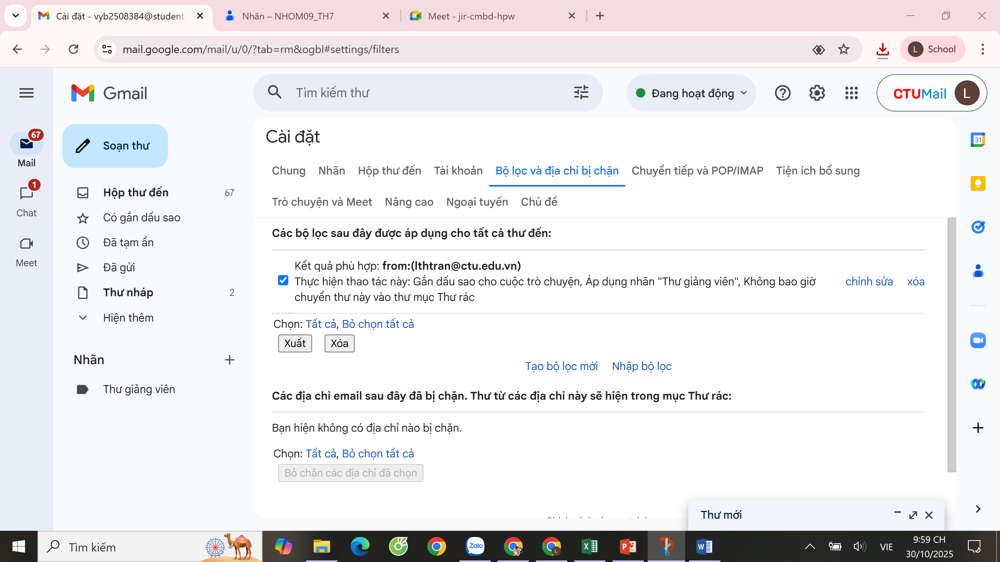 Cài đặt - vyb2508384@student.
Nhãn – NHOM09_TH7
Meet - jir-cmbd-hpw
mail.google.com/mail/u/0/?tab=rm&ogbl#settings/filters
L School
Gmail
Tìm kiếm thư
Đang hoạt động
CTUMail L
67
Mail
1
Chat
Meet
Soạn thư
Hộp thư đến 67
Có gắn dấu sao
Đã tạm ẩn
Đã gửi
Thư nháp 2
Hiện thêm
Nhãn
Thư giảng viên
Cài đặt
Chung Nhãn Hộp thư đến Tài khoản Bộ lọc và địa chỉ bị chặn Chuyển tiếp và POP/IMAP Tiện ích bổ sung
Trò chuyện và Meet Nâng cao Ngoại tuyến Chủ đề
Các bộ lọc sau đây được áp dụng cho tất cả thư đến:
Kết quả phù hợp: from:(lthtran@ctu.edu.vn)
Thực hiện thao tác này: Gắn dấu sao cho cuộc trò chuyện, Áp dụng nhãn "Thư giảng viên", Không bao giờ chỉnh sửa xóa
chuyển thư này vào thư mục Thư rác
Chọn: Tất cả, Bỏ chọn tất cả
Xuất Xóa
Tạo bộ lọc mới Nhập bộ lọc
Các địa chỉ email sau đây đã bị chặn. Thư từ các địa chỉ này sẽ hiện trong mục Thư rác:
Bạn hiện không có địa chỉ nào bị chặn.
Chọn: Tất cả, Bỏ chọn tất cả
Bỏ chặn các địa chỉ đã chọn
Thư mới
31
Tìm kiếm
Zalo
L
VIE
9:59 CH
30/10/2025